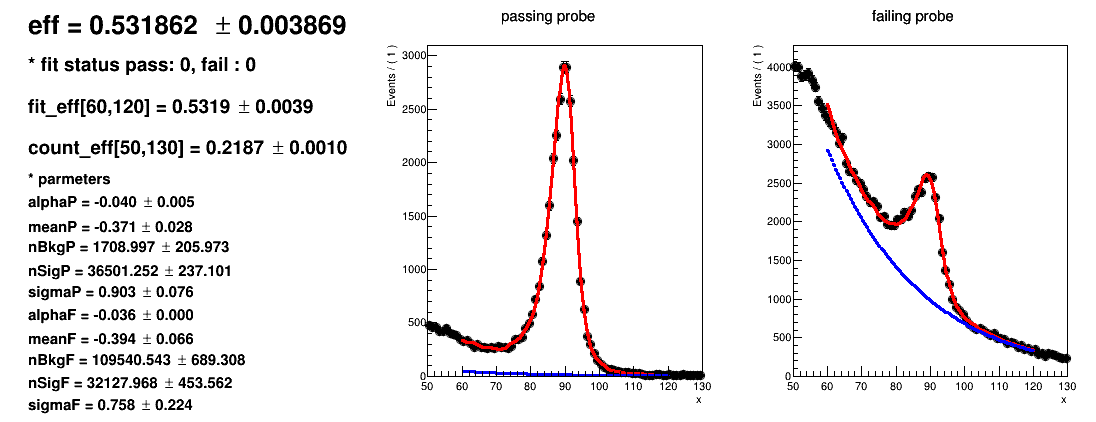 eff = 0.531862 ± 0.003869
* fit status pass: 0, fail : 0
fit_eff[60,120] = 0.5319 ± 0.0039
count_eff[50,130] = 0.2187 ± 0.0010
* parmeters
alphaP = -0.040 ± 0.005
meanP = -0.371 ± 0.028
nBkgP = 1708.997 ± 205.973
nSigP = 36501.252 ± 237.101
sigmaP = 0.903 ± 0.076
alphaF = -0.036 ± 0.000
meanF = -0.394 ± 0.066
nBkgF = 109540.543 ± 689.308
nSigF = 32127.968 ± 453.562
sigmaF = 0.758 ± 0.224
passing probe
Events / ( 1 )
3000
2500
2000
1500
1000
500
0
50 60 70 80 90 100 110 120 130
x
failing probe
Events / ( 1 )
4000
3500
3000
2500
2000
1500
1000
500
0
50 60 70 80 90 100 110 120 130
x